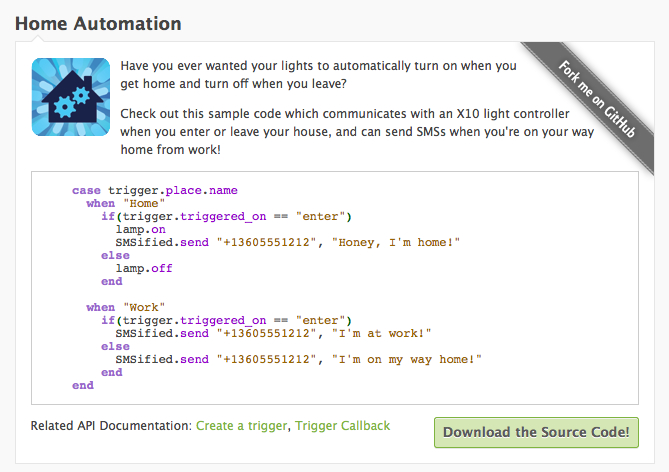 Home Automation
Have you ever wanted your lights to automatically turn on when you
get home and turn off when you leave?
Check out this sample code which communicates with an X10 light controller
when you enter or leave your house, and can send SMSs when you're on your way
home from work!
Fork me on GitHub
case trigger.place.name
when "Home"
if(trigger.triggered_on == "enter")
lamp.on
SMSified.send "+13605551212", "Honey, I'm home!"
else
lamp.off
end
when "Work"
if(trigger.triggered_on == "enter")
SMSified.send "+13605551212", "I'm at work!"
else
SMSified.send "+13605551212", "I'm on my way home!"
end
end
Related API Documentation: Create a trigger, Trigger Callback
Download the Source Code!